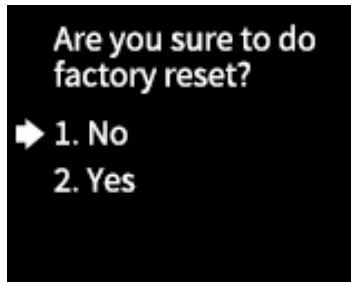 Are you sure to do
factory reset?
1. No
2. Yes